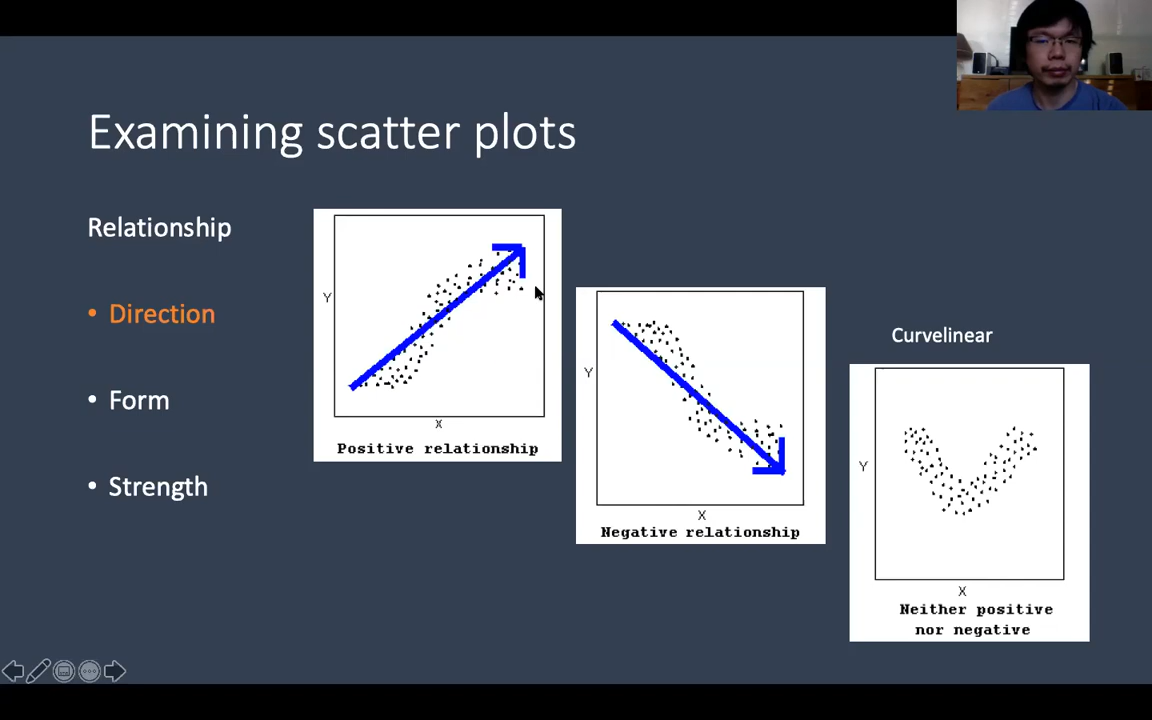 Examining scatter plots
Relationship
• Direction
• Form
• Strength
Y
X
Positive relationship
Y
X
Negative relationship
Curvelinear
Y
X
Neither positive
nor negative